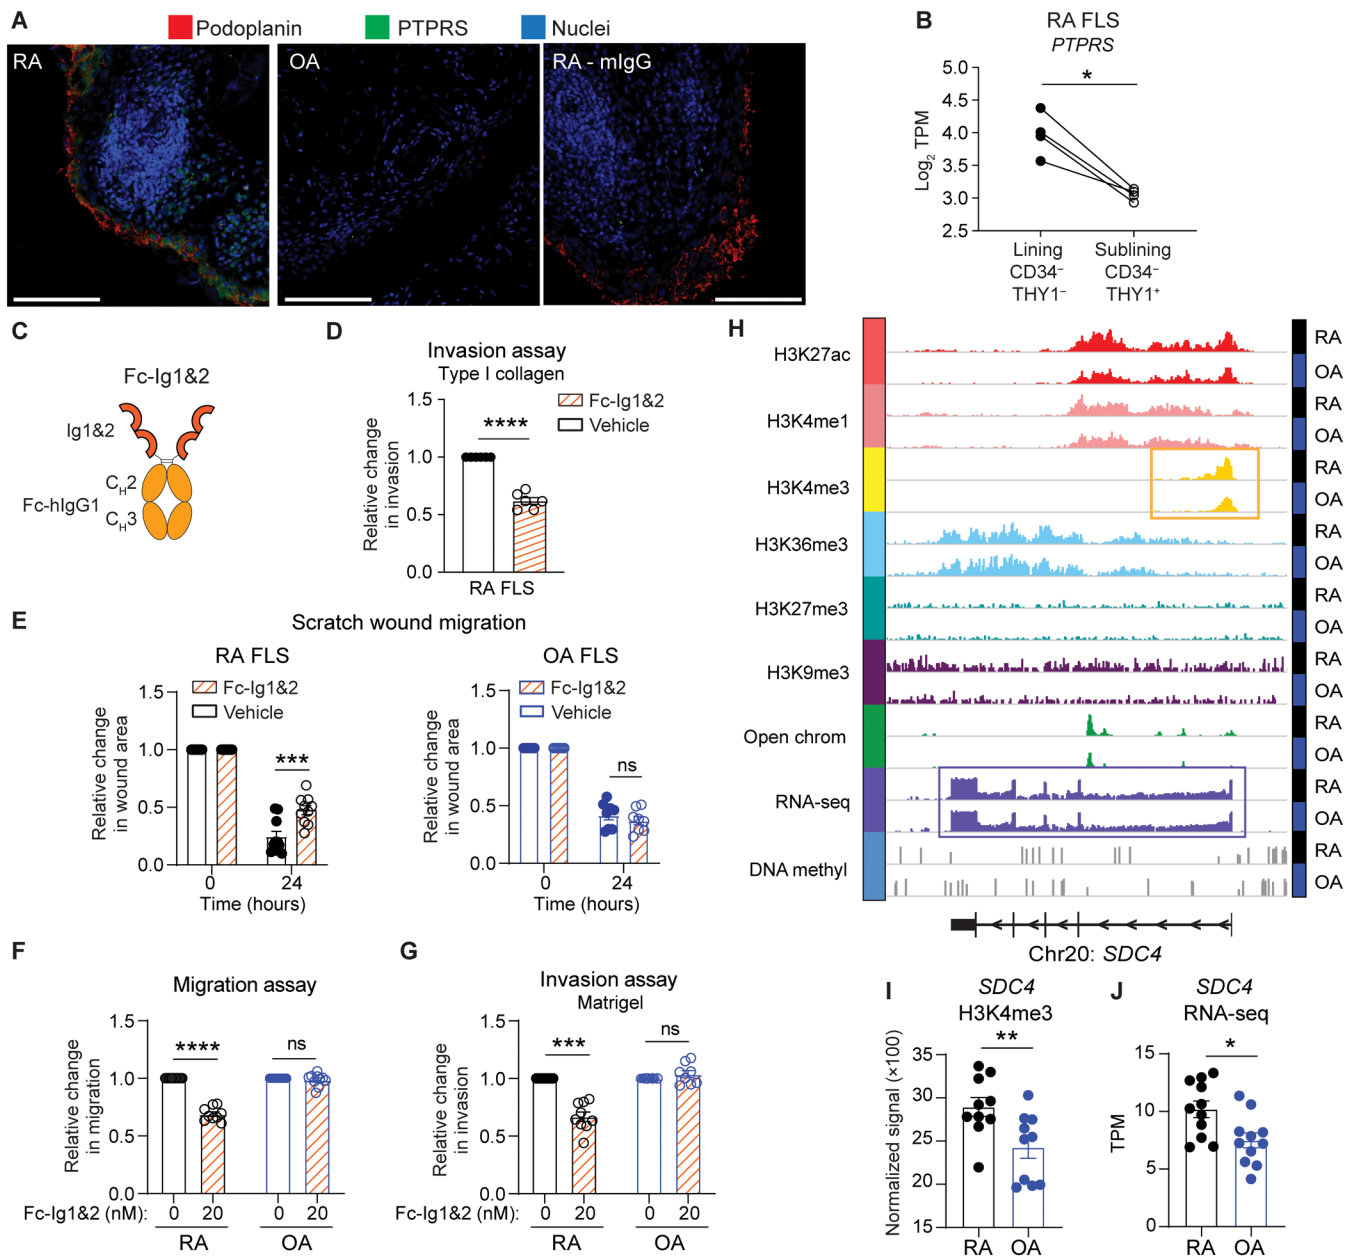 A
Podoplanin
PTPRS
Nuclei
RA
OA
RA - mIgG
B
RA FLS
PTPRS
Log2 TPM
5.0
4.5
4.0
3.5
3.0
2.5
*
Lining
CD34–
THY1–
Sublining
CD34–
THY1+
C
Fc-Ig1&2
Ig1&2
CH2
Fc-hIgG1
CH3
D
Invasion assay
Type I collagen
Fc-Ig1&2
Vehicle
Relative change
in invasion
1.5
1.0
0.5
0.0
****
RA FLS
E
Scratch wound migration
RA FLS
Fc-Ig1&2
Vehicle
Relative change
in wound area
1.5
1.0
0.5
0.0
***
0
24
Time (hours)
OA FLS
Fc-Ig1&2
Vehicle
Relative change
in wound area
1.5
1.0
0.5
0.0
ns
0
24
Time (hours)
F
Migration assay
Relative change
in migration
1.5
1.0
0.5
0.0
****
ns
Fc-Ig1&2 (nM):
0
20
0
20
RA
OA
G
Invasion assay
Matrigel
Relative change
in invasion
1.5
1.0
0.5
0.0
***
ns
Fc-Ig1&2 (nM):
0
20
0
20
RA
OA
H
H3K27ac
RA
OA
H3K4me1
RA
OA
H3K4me3
RA
OA
H3K36me3
RA
OA
H3K27me3
RA
OA
H3K9me3
RA
OA
Open chrom
RA
OA
RNA-seq
RA
OA
DNA methyl
RA
OA
Chr20: SDC4
I
SDC4
H3K4me3
Normalized signal (×100)
35
30
25
20
15
**
RA
OA
J
SDC4
RNA-seq
TPM
15
10
5
0
*
RA
OA